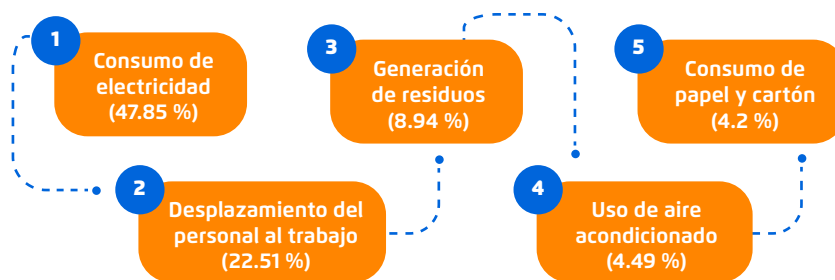 1
Consumo de
electricidad
(47.85 %)
2
Desplazamiento del
personal al trabajo
(22.51 %)
3
Generación
de residuos
(8.94 %)
4
Uso de aire
acondicionado
(4.49 %)
5
Consumo de
papel y cartón
(4.2 %)